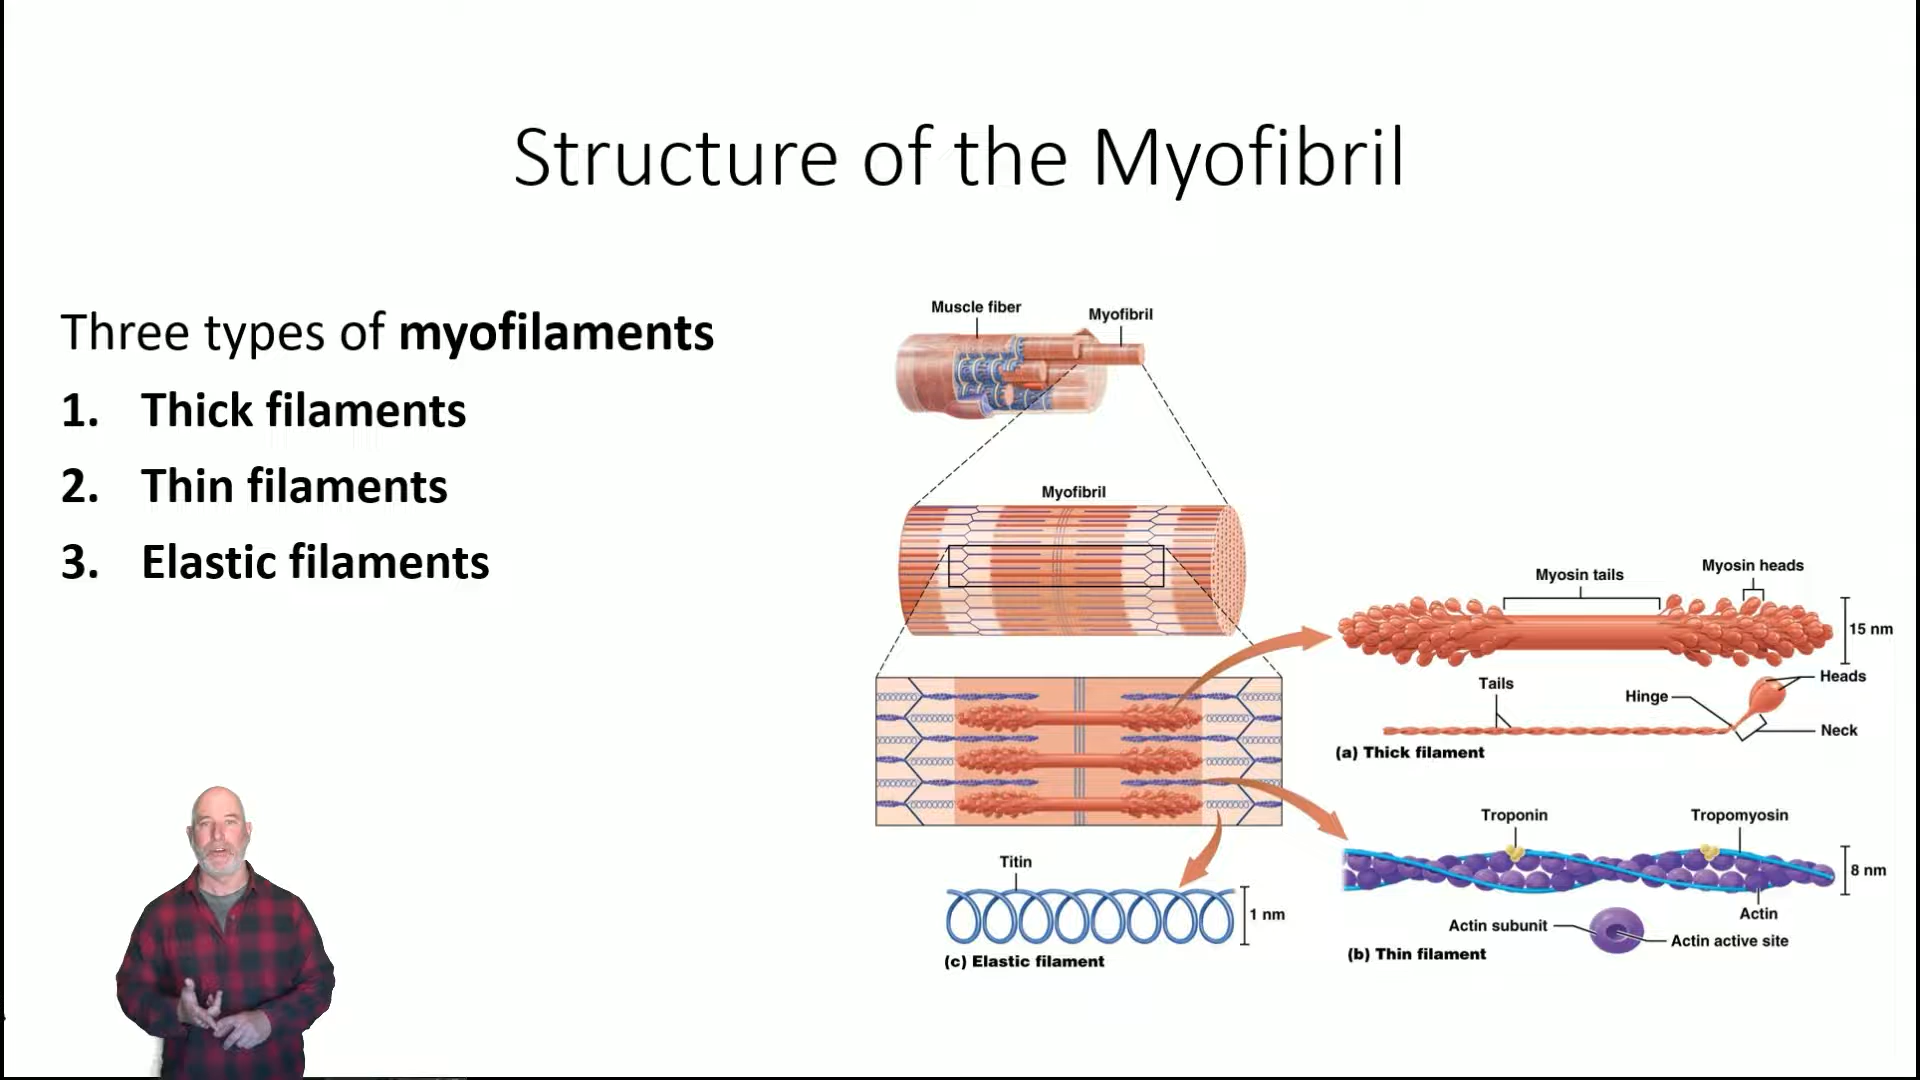 Structure of the Myofibril
Three types of myofilaments
1. Thick filaments
2. Thin filaments
3. Elastic filaments
Muscle fiber
Myofibril
Myofibril
Myosin tails
Myosin heads
15 nm
Tails
Hinge
Heads
Neck
(a) Thick filament
Troponin
Tropomyosin
8 nm
Actin
Actin subunit
Actin active site
(b) Thin filament
Titin
1 nm
(c) Elastic filament